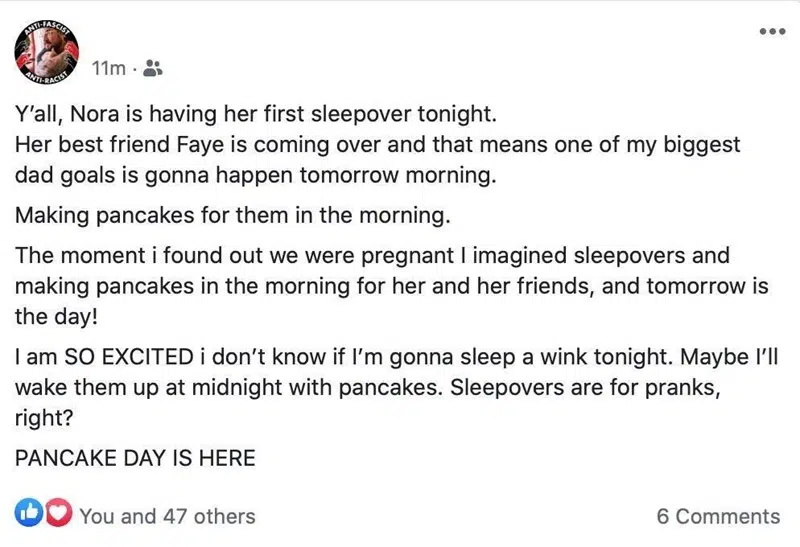 ANTI-FASCIST
ANTI-RACIST
11m ·
Y’all, Nora is having her first sleepover tonight.
Her best friend Faye is coming over and that means one of my biggest
dad goals is gonna happen tomorrow morning.
Making pancakes for them in the morning.
The moment i found out we were pregnant I imagined sleepovers and
making pancakes in the morning for her and her friends, and tomorrow is
the day!
I am SO EXCITED i don’t know if I’m gonna sleep a wink tonight. Maybe I’ll
wake them up at midnight with pancakes. Sleepovers are for pranks,
right?
PANCAKE DAY IS HERE
You and 47 others
6 Comments